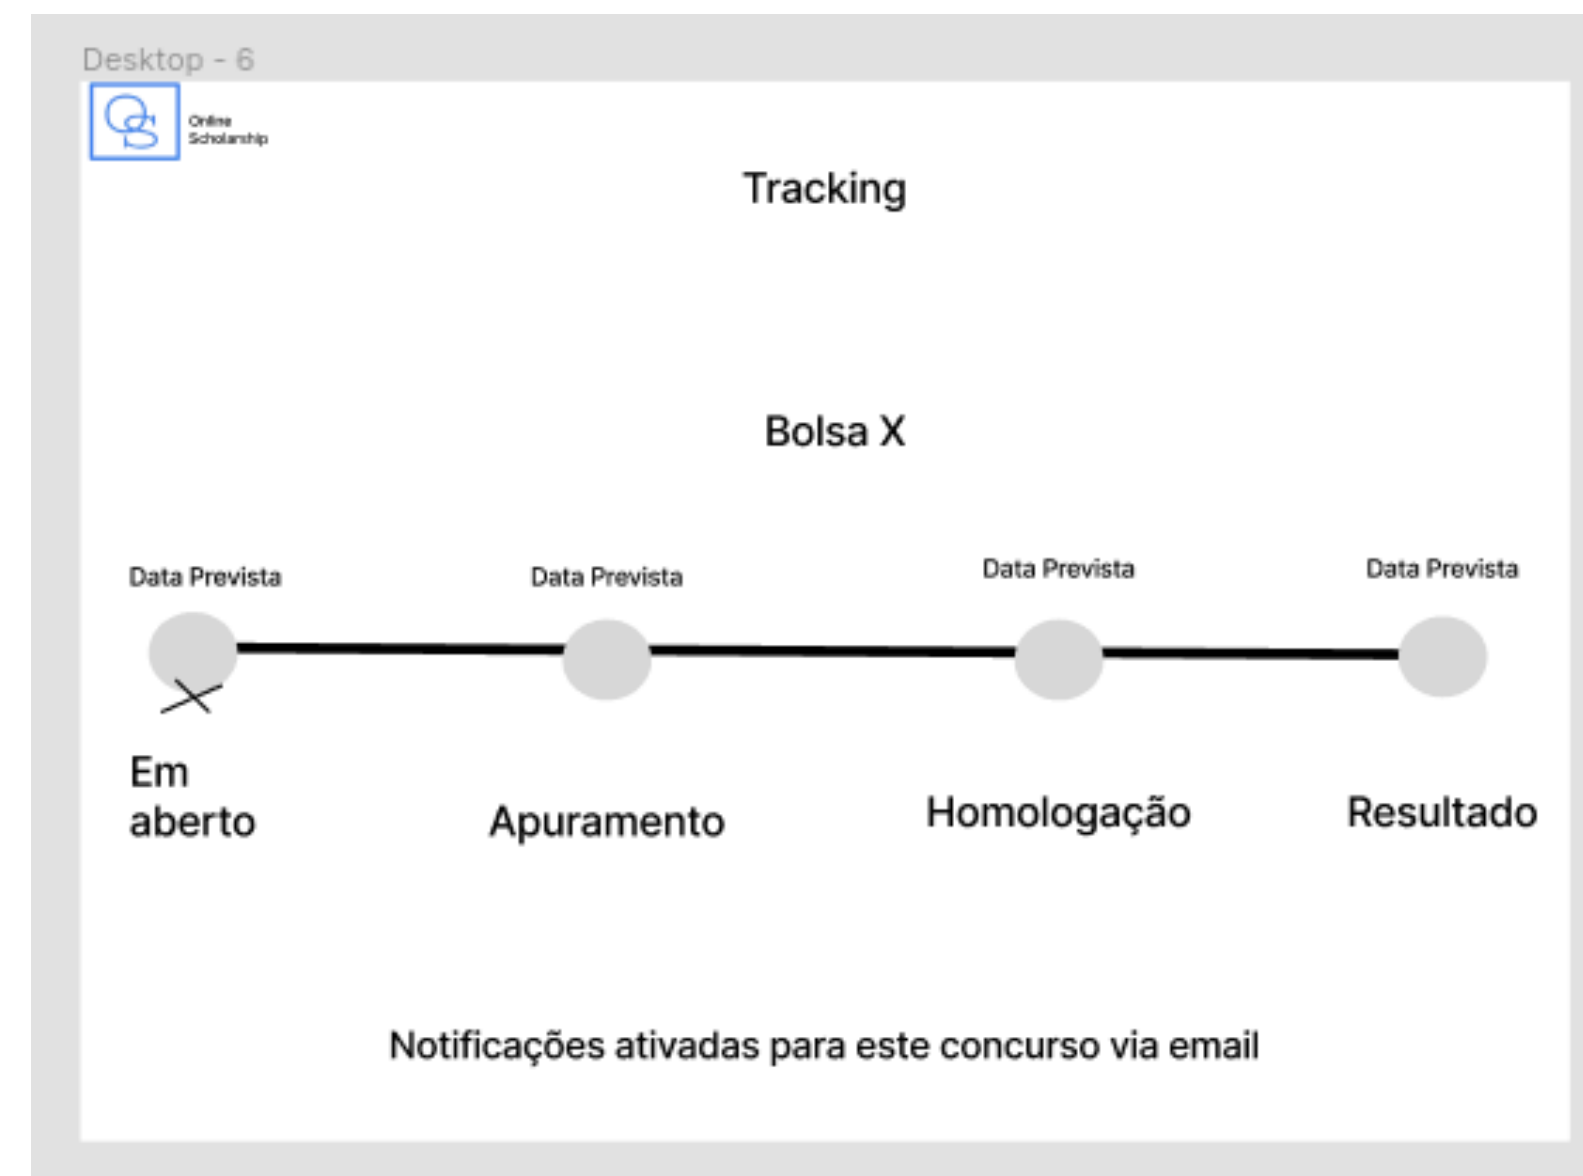 Desktop - 6
OS
Online
Scholarship
Tracking
Bolsa X
Data Prevista
Data Prevista
Data Prevista
Data Prevista
Em
aberto
Apuramento
Homologação
Resultado
Notificações ativadas para este concurso via email